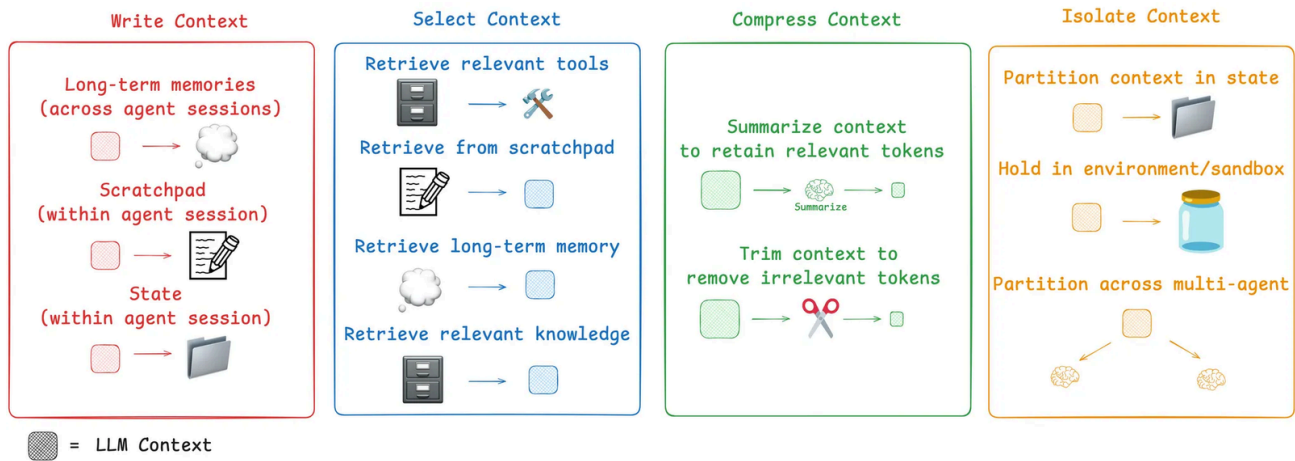 Write Context
Long-term memories
(across agent sessions)
Scratchpad
(within agent session)
State
(within agent session)
Select Context
Retrieve relevant tools
Retrieve from scratchpad
Retrieve long-term memory
Retrieve relevant knowledge
Compress Context
Summarize context
to retain relevant tokens
Summarize
Trim context to
remove irrelevant tokens
Isolate Context
Partition context in state
Hold in environment/sandbox
Partition across multi-agent
= LLM Context